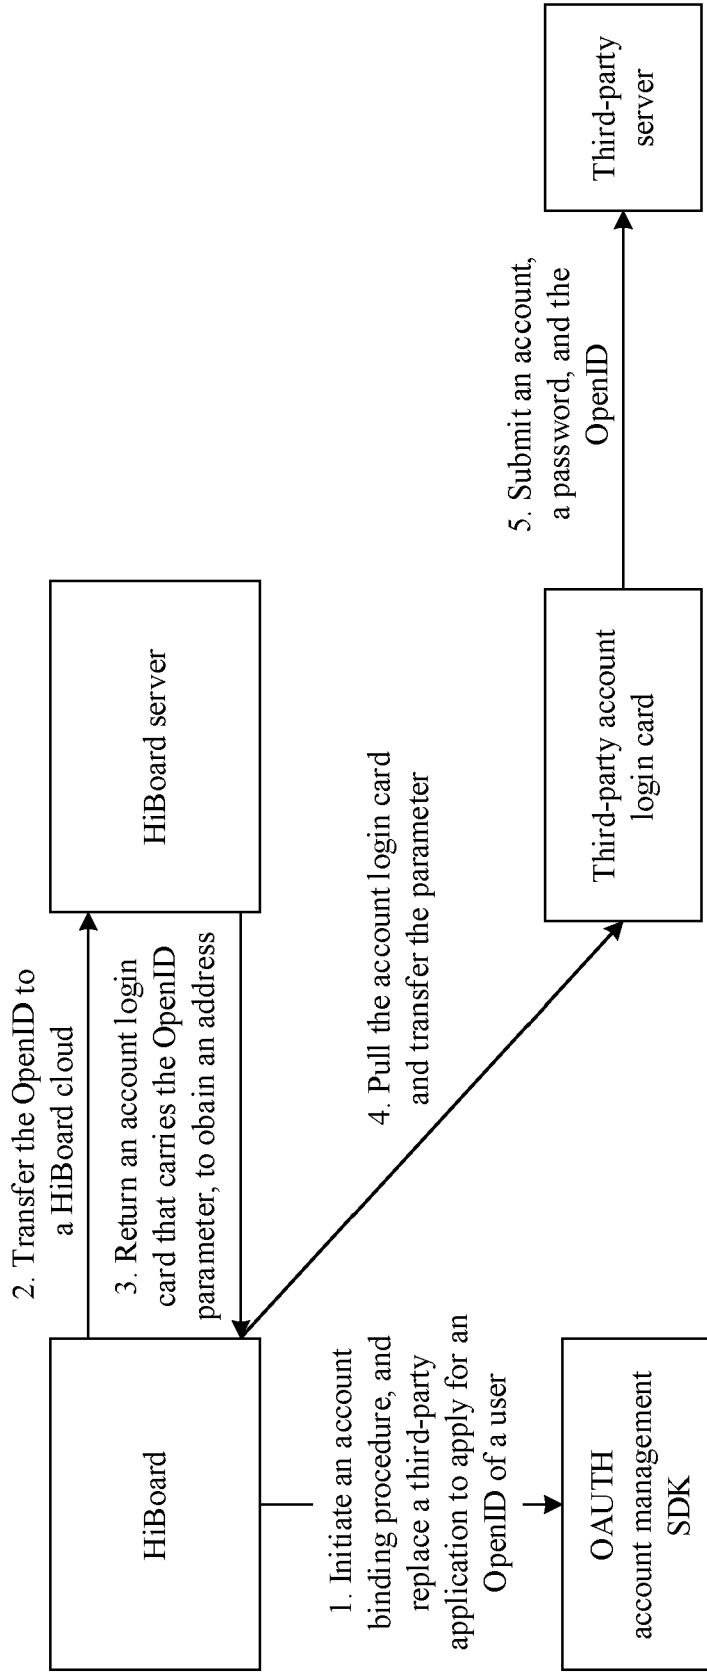 2. Transfer the OpenID to
a HiBoard cloud
HiBoard
HiBoard server
3. Return an account login
card that carries the OpenID
parameter, to obain an address
1. Initiate an account
binding procedure, and
replace a third-party
application to apply for an
OpenID of a user
4. Pull the account login card
and transfer the parameter
5. Submit an account,
a password, and the
OpenID
OAUTH
account management
SDK
Third-party account
login card
Third-party
server